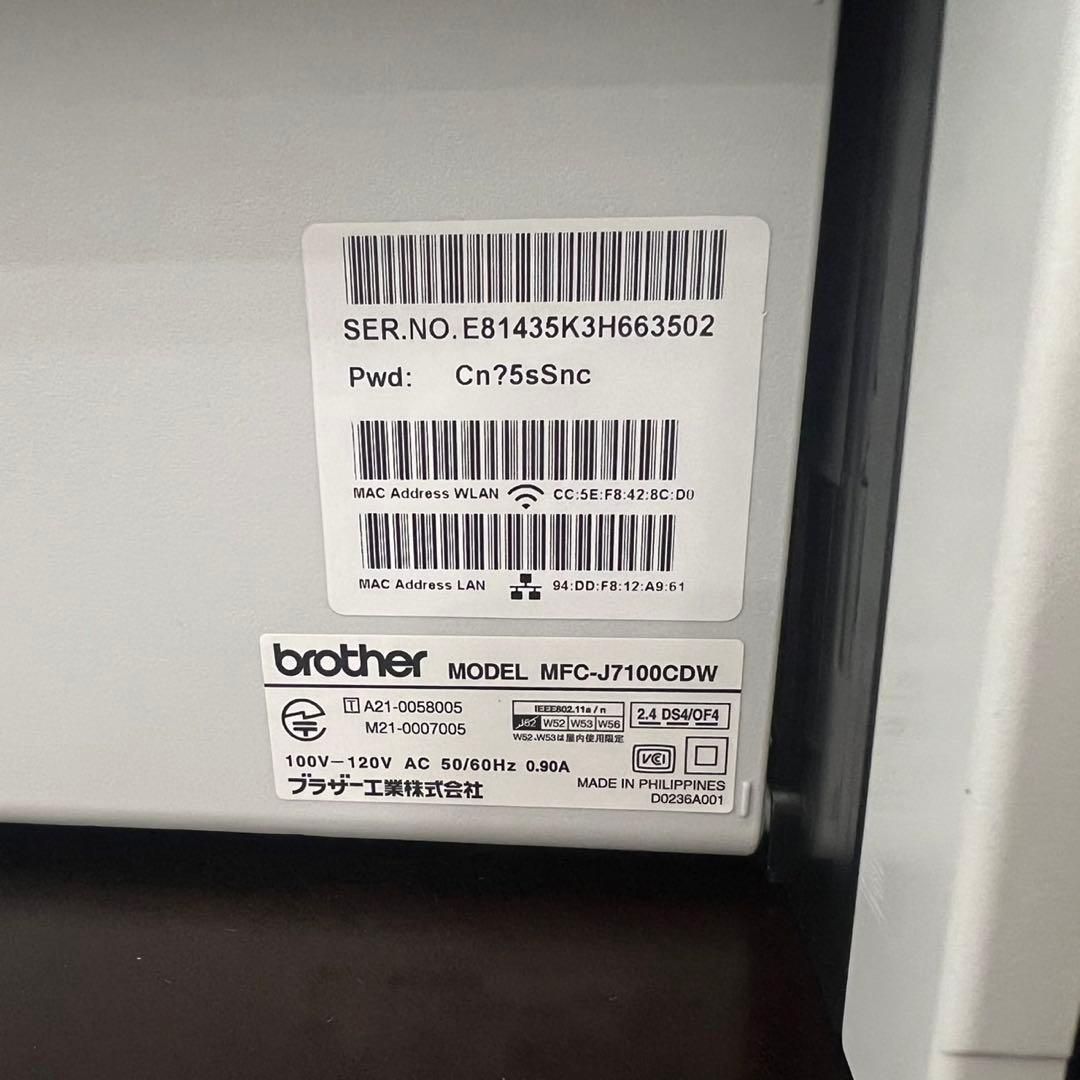 SER.NO.E81435K3H663502
Pwd: Cn?5sSnc
MAC Address WLAN CC:5E:F8:42:8C:D0
MAC Address LAN 94:DD:F8:12:A9:61
brother MODEL MFC-J7100CDW
T A21-0058005
M21-0007005
IEEE802.11a/n
J52 W52 W53 W56
W52、W53は屋内使用限定
2.4 DS4/OF4
100V－120V AC 50/60Hz 0.90A
VCI
ブラザー工業株式会社
MADE IN PHILIPPINES
D0236A001